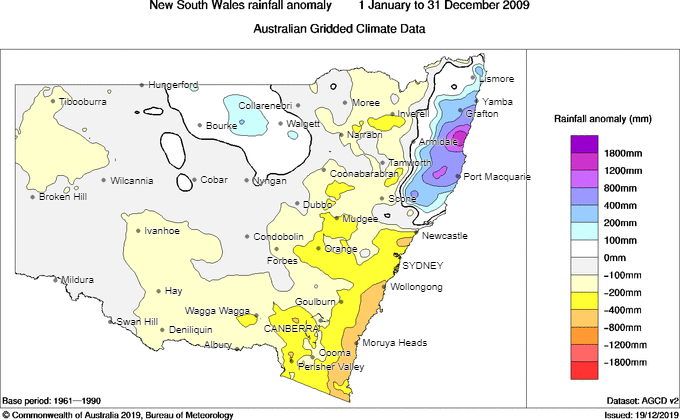 New South Wales rainfall anomaly 1 January to 31 December 2009
Australian Gridded Climate Data
Hungerford
Lismore
Tibooburra
Collarenebri
Moree
Yamba
Inverell
Grafton
Bourke
Walgett
Narrabri
Armidale
Tamworth
Coonabarabran
Wilcannia
Cobar
Nyngan
Port Macquarie
Broken Hill
Scone
Dubbo
Mudgee
Ivanhoe
Condobolin
Newcastle
Orange
Forbes
SYDNEY
Mildura
Wollongong
Hay
Goulburn
Wagga Wagga
Swan Hill
Deniliquin
CANBERRA
Albury
Moruya Heads
Cooma
Perisher Valley
Rainfall anomaly (mm)
1800mm
1200mm
800mm
400mm
200mm
100mm
0mm
−100mm
−200mm
−400mm
−800mm
−1200mm
−1800mm
Base period: 1961—1990
Dataset: AGCD v2
© Commonwealth of Australia 2019, Bureau of Meteorology
Issued: 19/12/2019